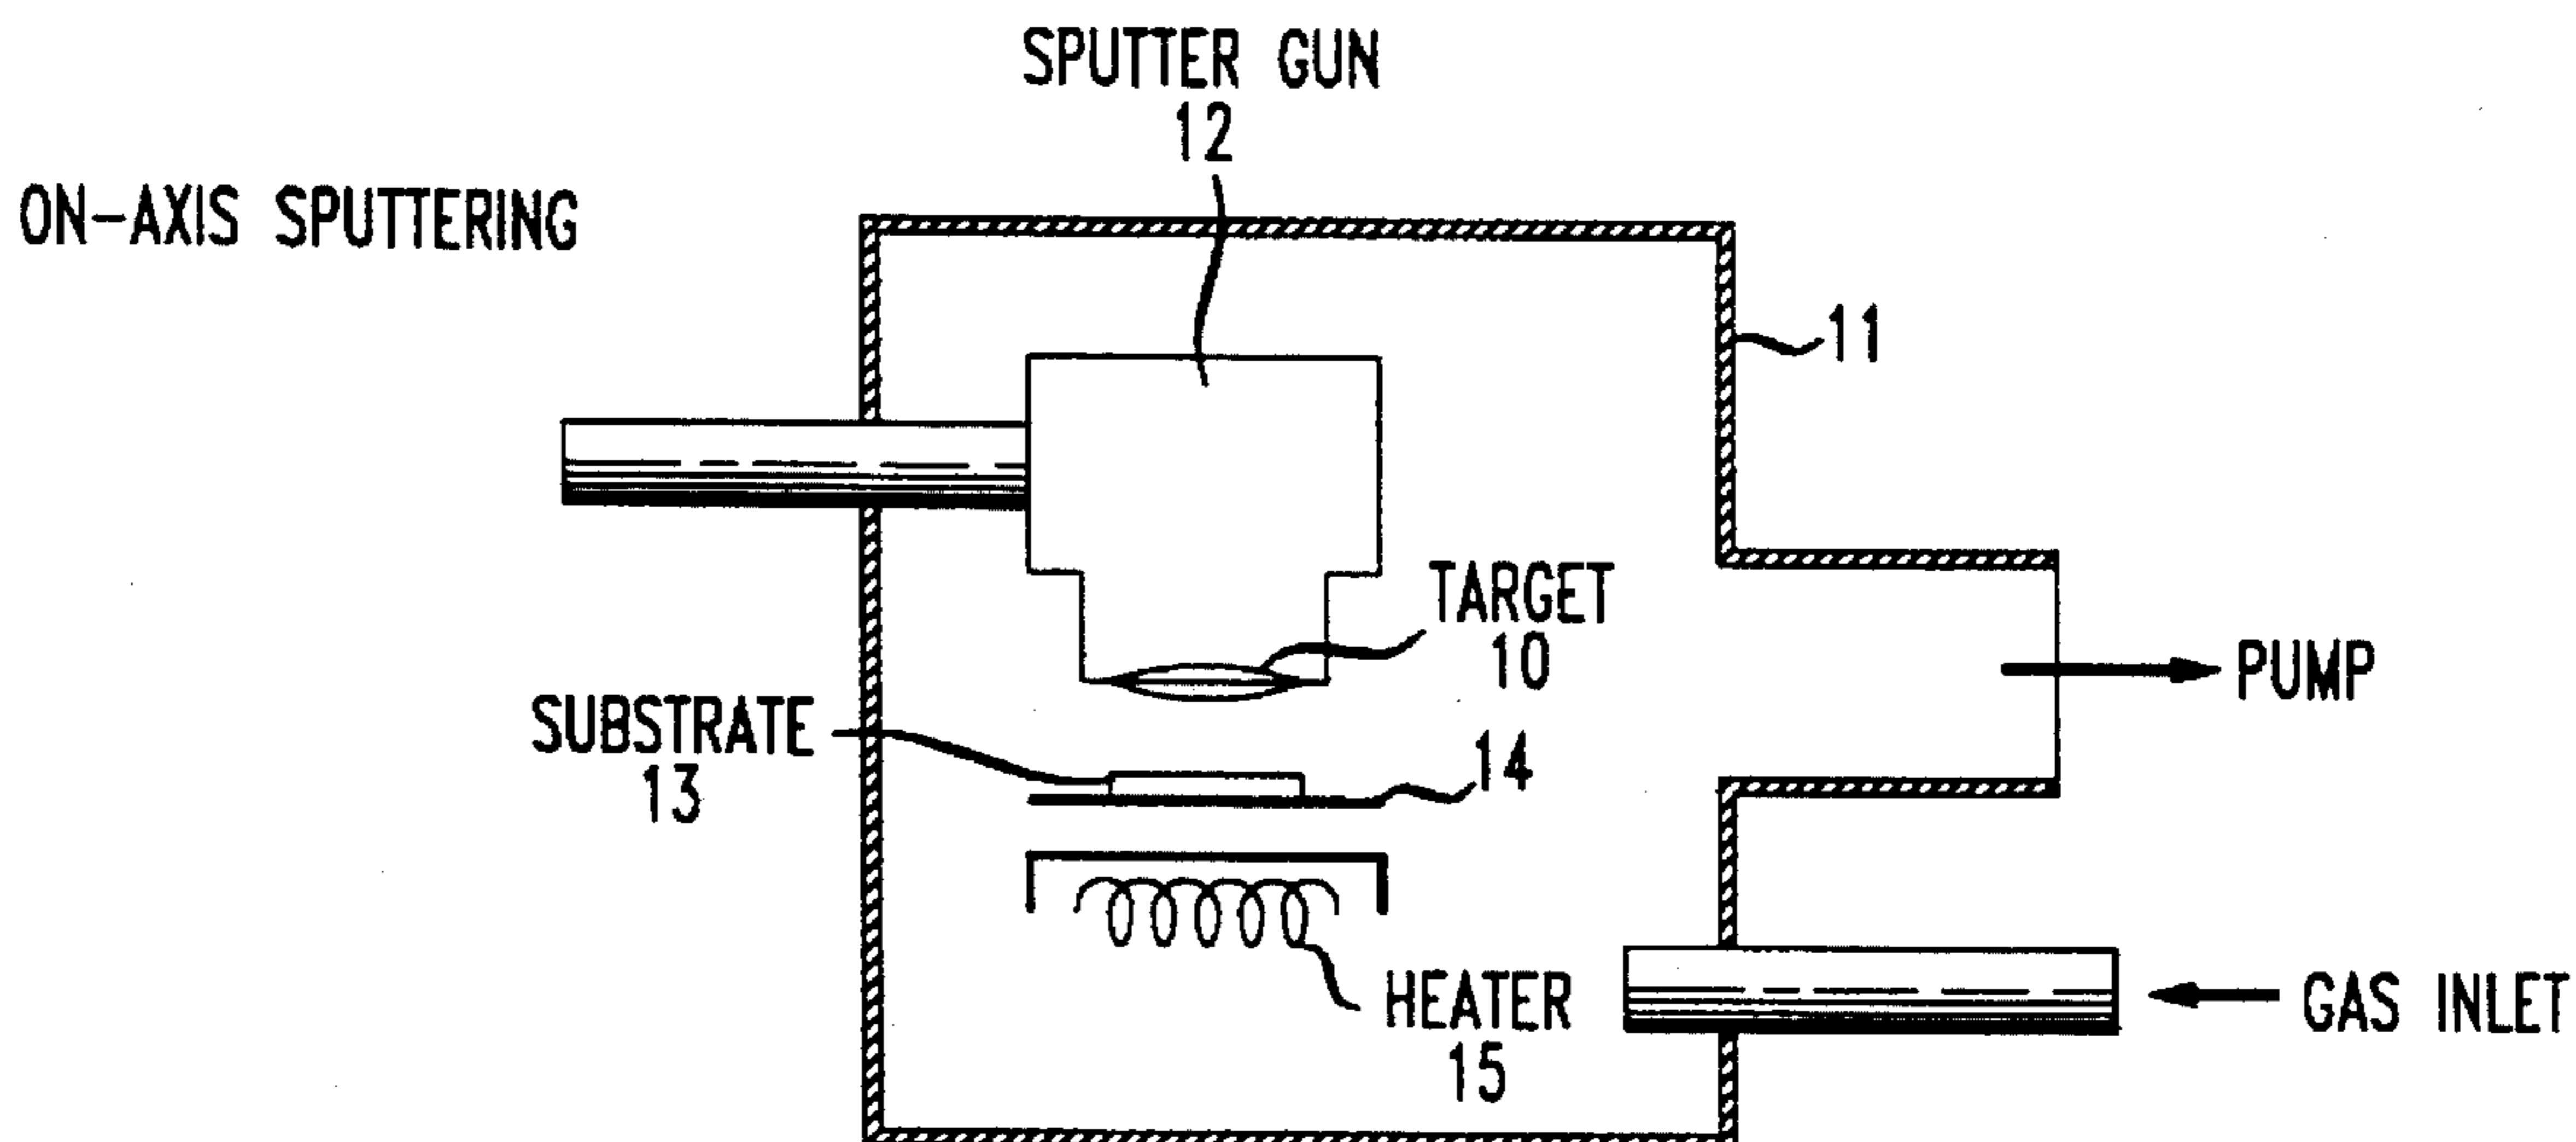 SPUTTER GUN
12
ON-AXIS SPUTTERING
11
TARGET
10
PUMP
SUBSTRATE
13
14
HEATER
15
GAS INLET